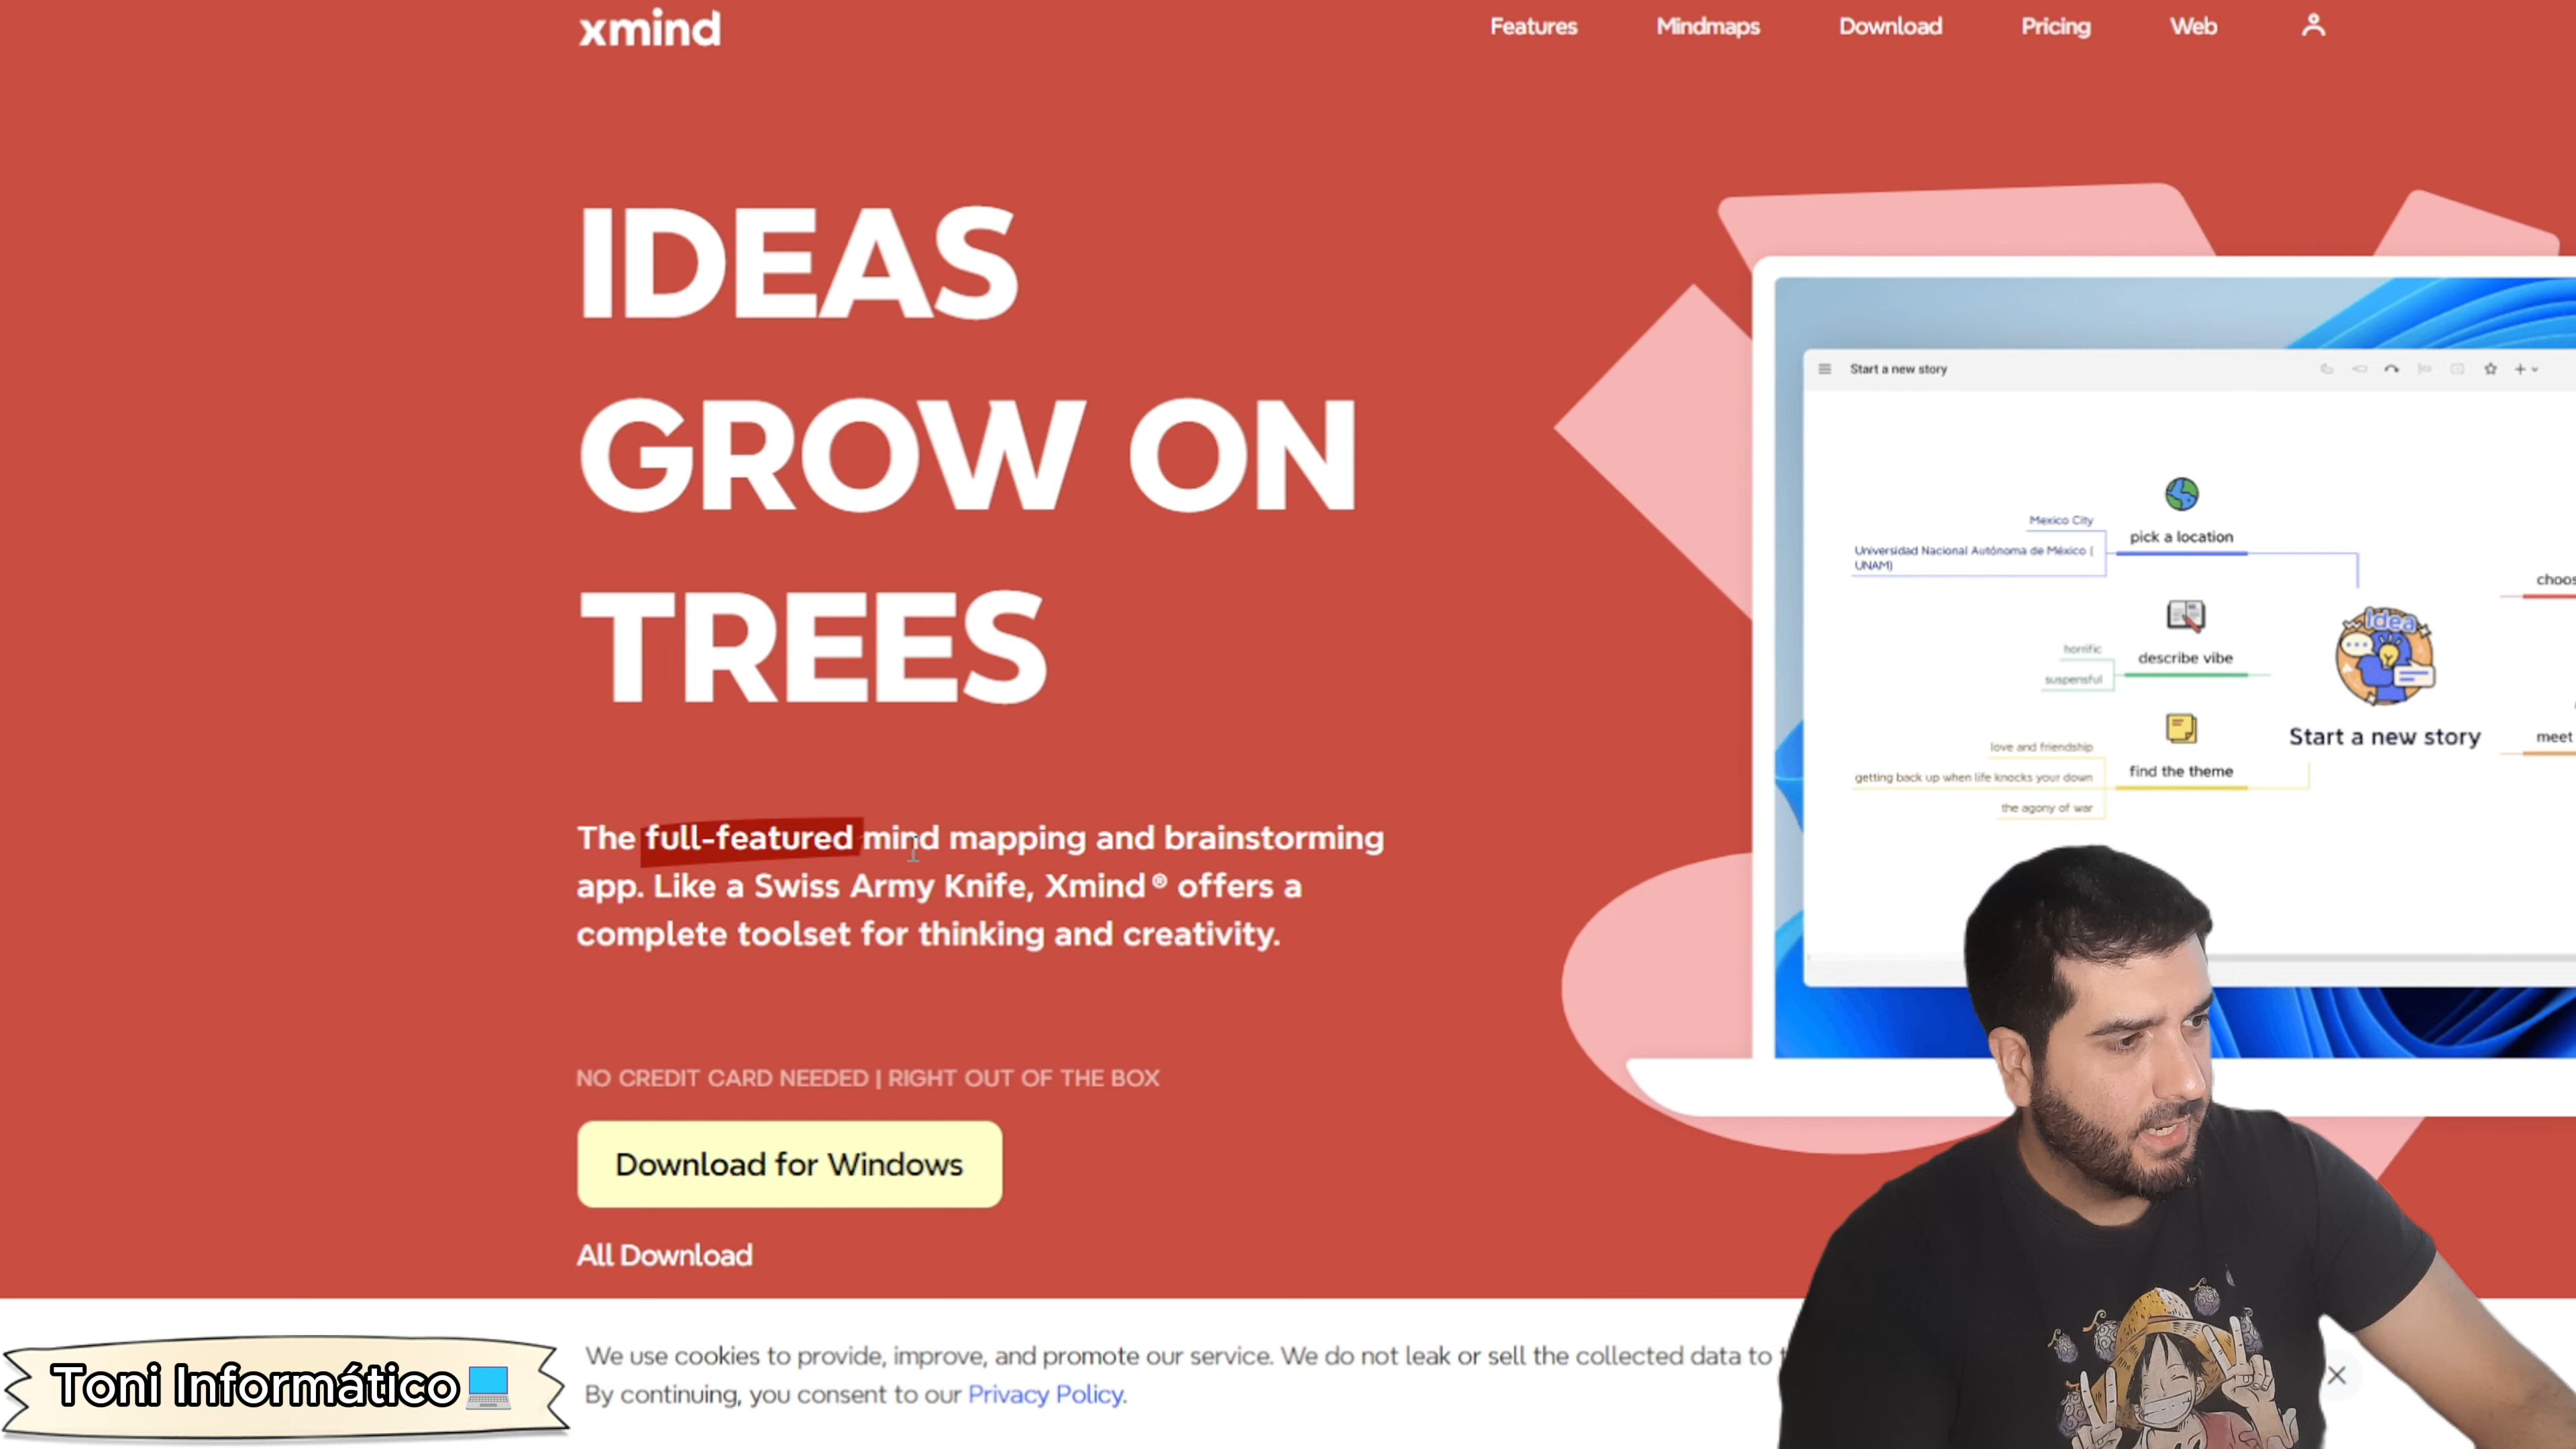 xmind
Features
Mindmaps
Download
Pricing
Web
IDEAS
GROW ON
TREES
The full-featured mind mapping and brainstorming
app. Like a Swiss Army Knife, Xmind ® offers a
complete toolset for thinking and creativity.
NO CREDIT CARD NEEDED | RIGHT OUT OF THE BOX
Download for Windows
All Download
Start a new story
Mexico City
Universidad Nacional Autónoma de México (
UNAM)
pick a location
horrific
suspensful
describe vibe
love and friendship
getting back up when life knocks your down
the agony of war
find the theme
Idea
Start a new story
choos
meet
We use cookies to provide, improve, and promote our service. We do not leak or sell the collected data to
By continuing, you consent to our Privacy Policy.
Toni Informático